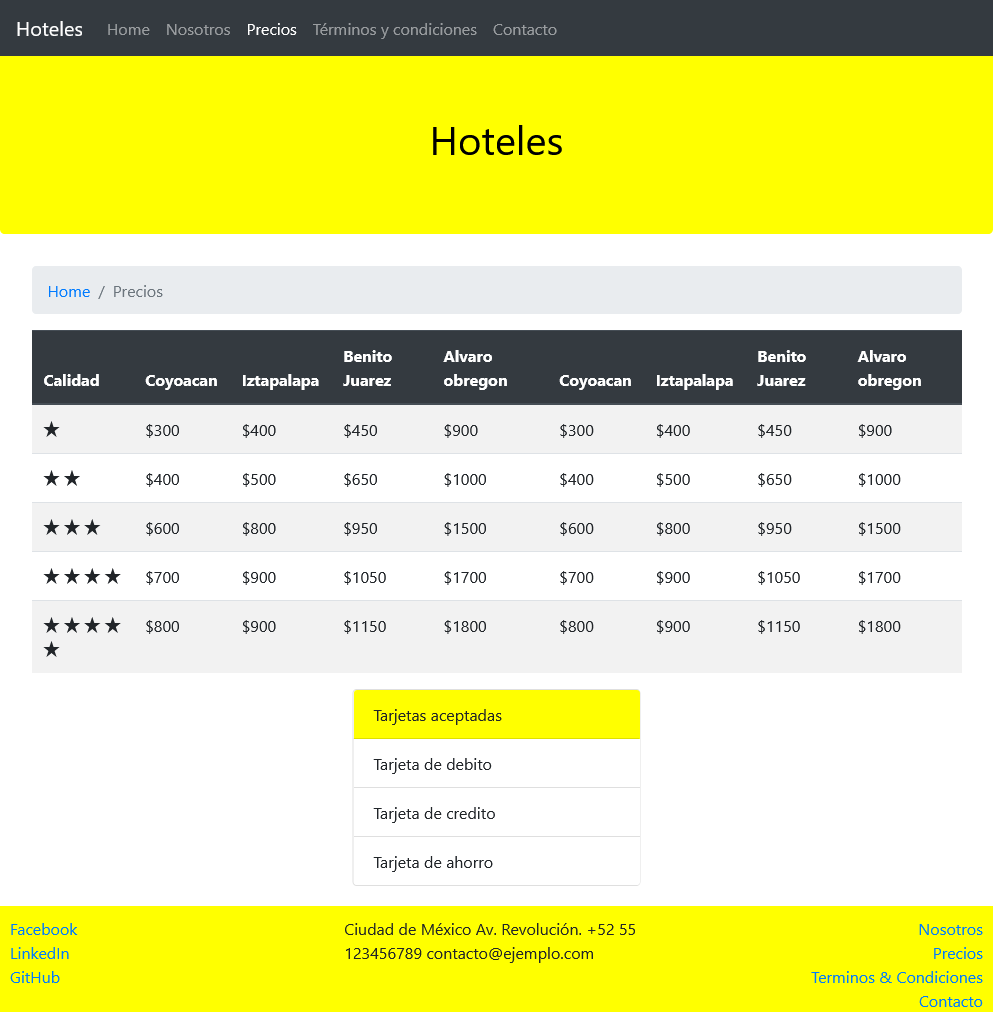 Hoteles Home Nosotros Precios Términos y condiciones Contacto
Hoteles
Home / Precios
Calidad Coyoacan Iztapalapa Benito Juarez Alvaro obregon Coyoacan Iztapalapa Benito Juarez Alvaro obregon
★ $300 $400 $450 $900 $300 $400 $450 $900
★★ $400 $500 $650 $1000 $400 $500 $650 $1000
★★★ $600 $800 $950 $1500 $600 $800 $950 $1500
★★★★ $700 $900 $1050 $1700 $700 $900 $1050 $1700
★★★★★ $800 $900 $1150 $1800 $800 $900 $1150 $1800
Tarjetas aceptadas
Tarjeta de debito
Tarjeta de credito
Tarjeta de ahorro
Facebook
LinkedIn
GitHub
Ciudad de México Av. Revolución. +52 55
123456789 contacto@ejemplo.com
Nosotros
Precios
Terminos & Condiciones
Contacto